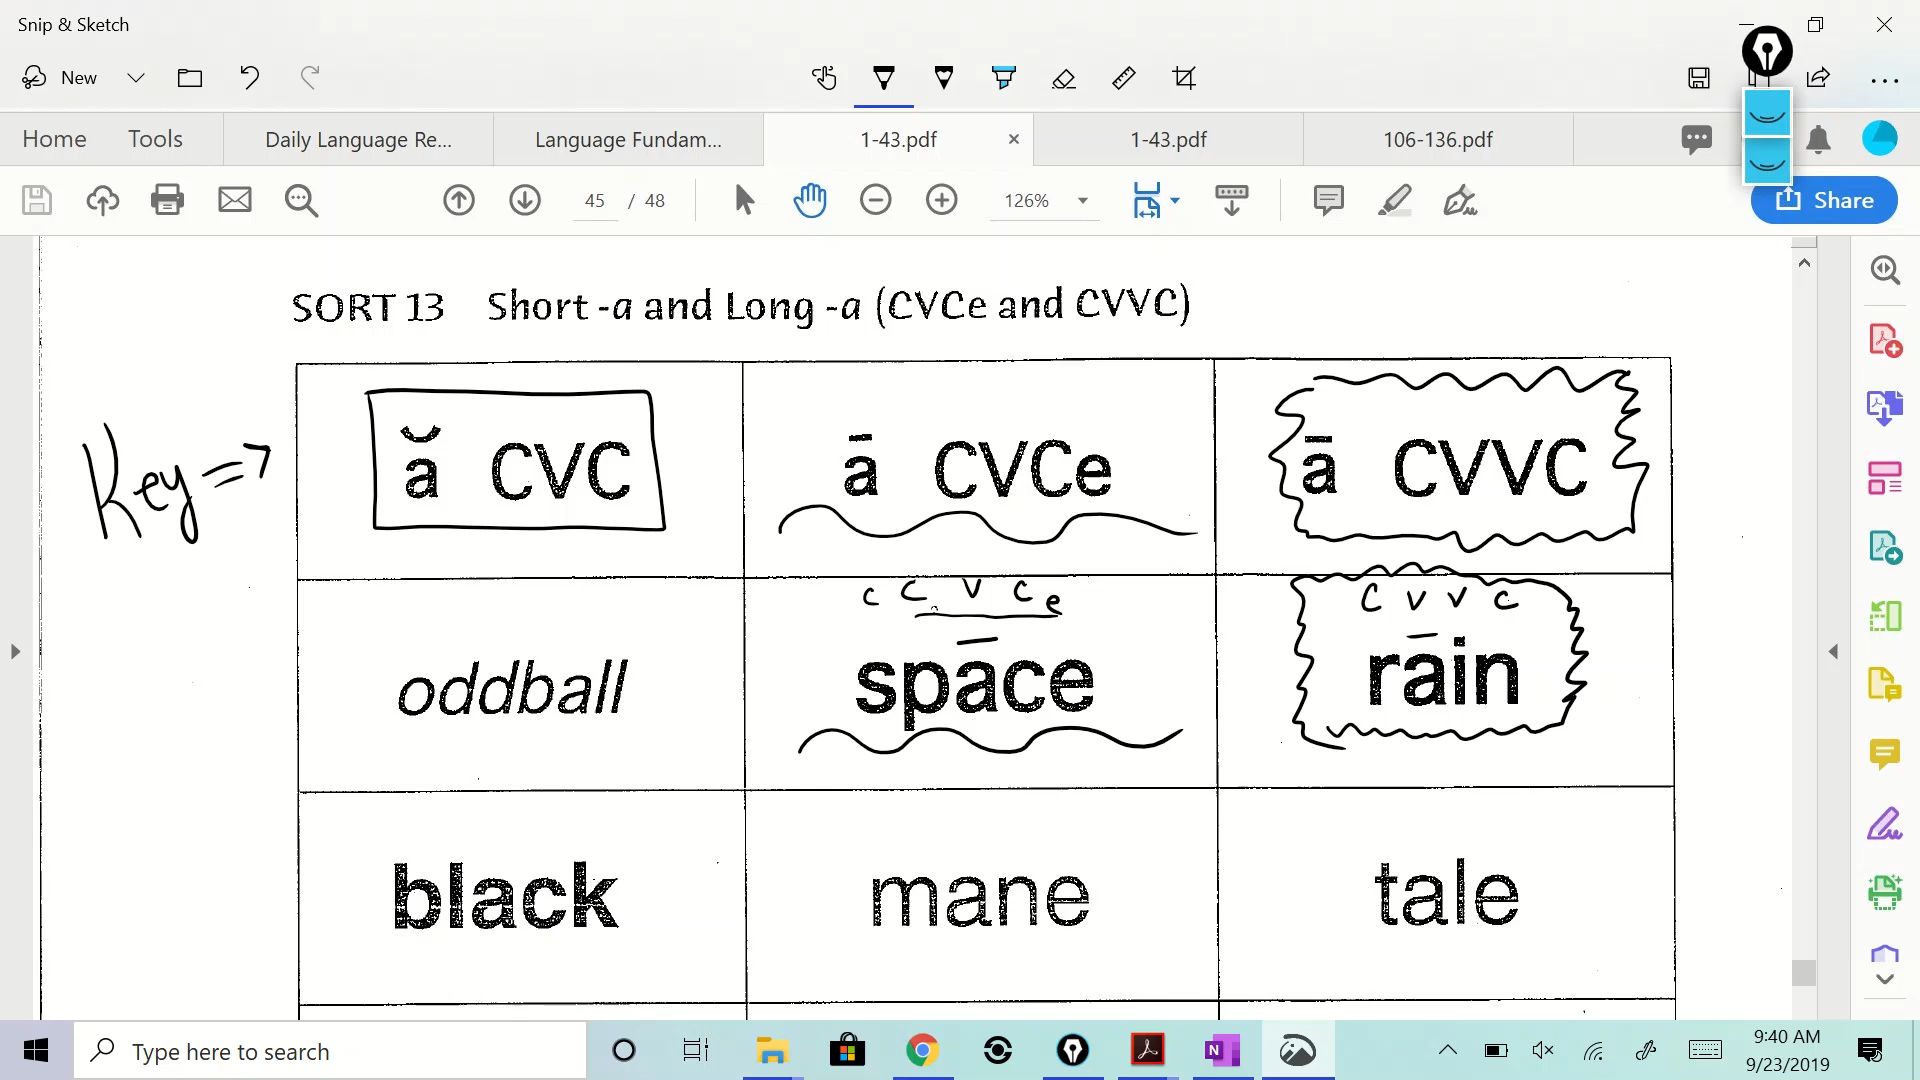 Snip & Sketch
New
Home Tools Daily Language Re... Language Fundam... 1-43.pdf 1-43.pdf 106-136.pdf
45 / 48 126% Share
SORT 13 Short -a and Long -a (CVCe and CVVC)
Key => ă CVC ā CVCe ā CVVC
c c v c e c v v c
oddball space rain
black mane tale
Type here to search
9:40 AM
9/23/2019